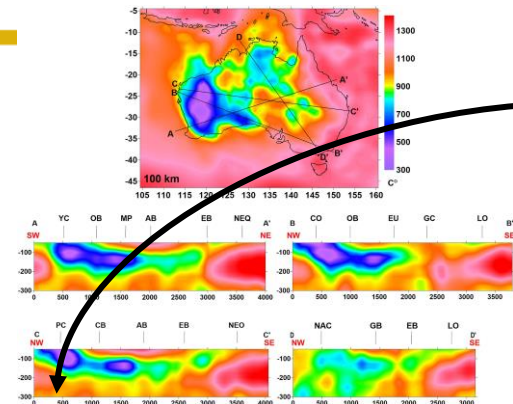 -5
-10
-15
-20
-25
-30
-35
-40
-45
D
A'
C
B
C'
A
B'
'D'
100 km
105 110 115 120 125 130 135 140 145 150 155 160
1300
1100
900
700
500
300
C°
A YC OB MP AB EB NEQ A'
SW NE
-100
-200
-300
0 500 1000 1500 2000 2500 3000 3500 4000
B CO OB EU GC LO B'
NW SE
-100
-200
-300
0 500 1000 1500 2000 2500 3000 3500
C PC CB AB EB NEO C'
NW SE
-100
-200
-300
0 500 1000 1500 2000 2500 3000 3500 4000
D NAC GB EB LO D'
NW SE
-100
-200
-300
0 500 1000 1500 2000 2500 3000